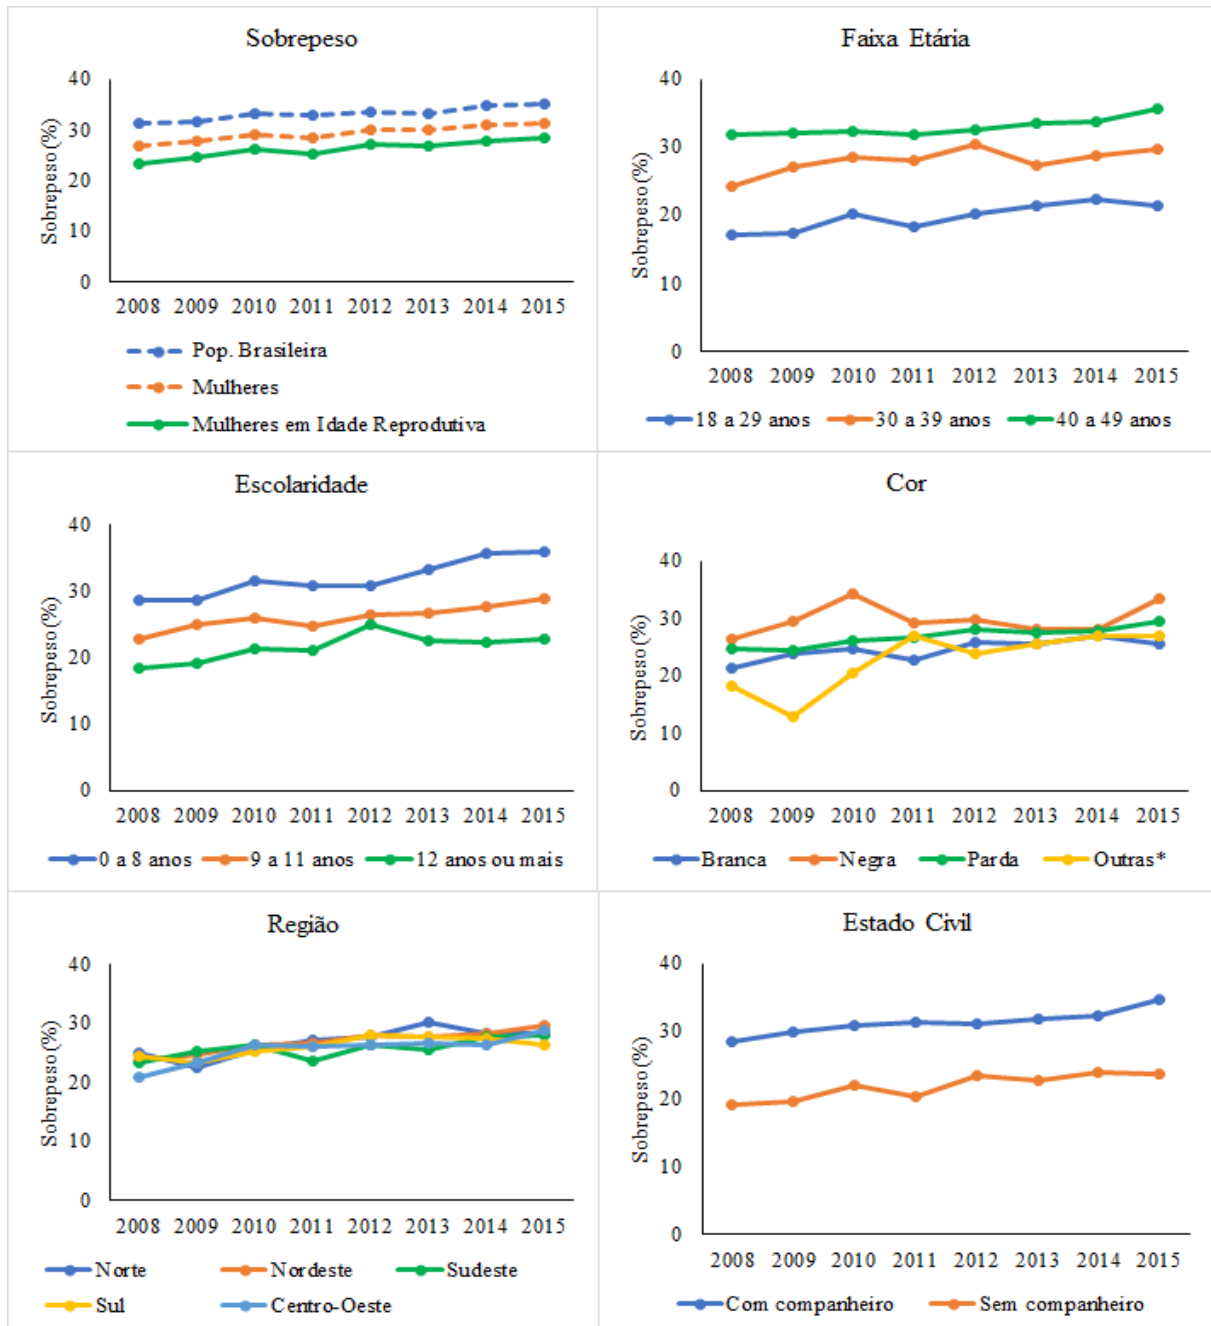 Sobrepeso
Sobrepeso (%)
40
30
20
10
0
2008 2009 2010 2011 2012 2013 2014 2015
Pop. Brasileira
Mulheres
Mulheres em Idade Reprodutiva
Faixa Etária
Sobrepeso (%)
40
30
20
10
0
2008 2009 2010 2011 2012 2013 2014 2015
18 a 29 anos 30 a 39 anos 40 a 49 anos
Escolaridade
Sobrepeso (%)
40
30
20
10
0
2008 2009 2010 2011 2012 2013 2014 2015
0 a 8 anos 9 a 11 anos 12 anos ou mais
Cor
Sobrepeso (%)
40
30
20
10
0
2008 2009 2010 2011 2012 2013 2014 2015
Branca Negra Parda Outras*
Região
Sobrepeso (%)
40
30
20
10
0
2008 2009 2010 2011 2012 2013 2014 2015
Norte Nordeste Sudeste
Sul Centro-Oeste
Estado Civil
Sobrepeso (%)
40
30
20
10
0
2008 2009 2010 2011 2012 2013 2014 2015
Com companheiro Sem companheiro